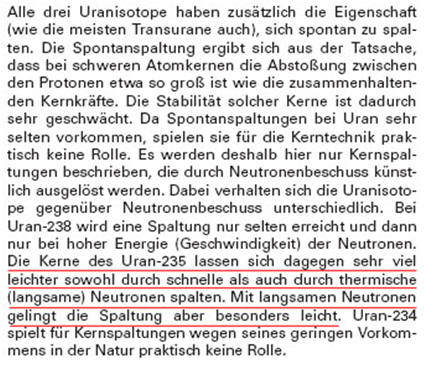 Alle drei Uranisotope haben zusätzlich die Eigenschaft
(wie die meisten Transurane auch), sich spontan zu spal-
ten. Die Spontanspaltung ergibt sich aus der Tatsache,
dass bei schweren Atomkernen die Abstoßung zwischen
den Protonen etwa so groß ist wie die zusammenhalten-
den Kernkräfte. Die Stabilität solcher Kerne ist dadurch
sehr geschwächt. Da Spontanspaltungen bei Uran sehr
selten vorkommen, spielen sie für die Kerntechnik prak-
tisch keine Rolle. Es werden deshalb hier nur Kernspal-
tungen beschrieben, die durch Neutronenbeschuss künst-
lich ausgelöst werden. Dabei verhalten sich die Uranisoto-
pe gegenüber Neutronenbeschuss unterschiedlich. Bei
Uran-238 wird eine Spaltung nur selten erreicht und dann
nur bei hoher Energie (Geschwindigkeit) der Neutronen.
Die Kerne des Uran-235 lassen sich dagegen sehr viel
leichter sowohl durch schnelle als auch durch thermische
(langsame) Neutronen spalten. Mit langsamen Neutronen
gelingt die Spaltung aber besonders leicht. Uran-234
spielt für Kernspaltungen wegen seines geringen Vorkom-
mens in der Natur praktisch keine Rolle.